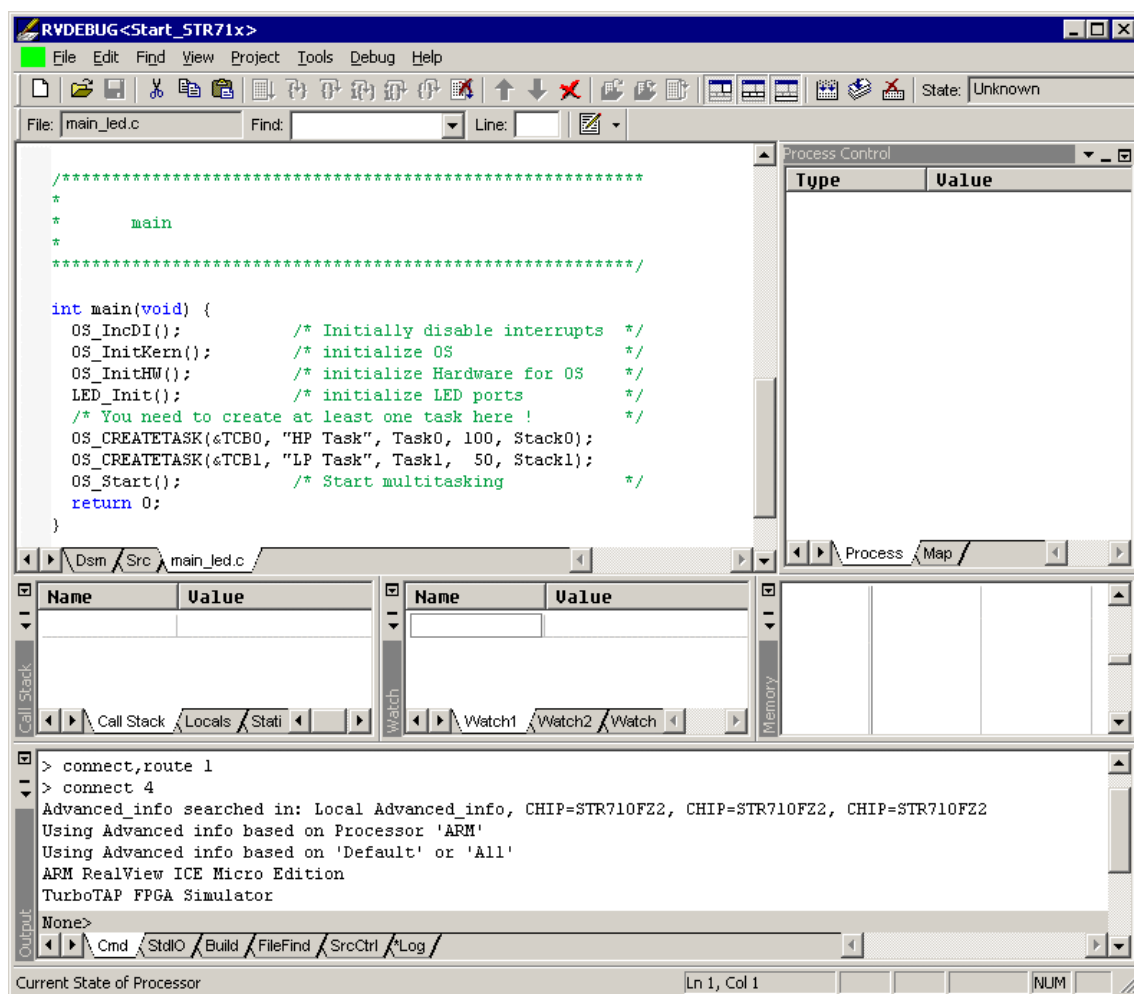 RVDEBUG<Start_STR71x>
File Edit Find View Project Tools Debug Help
State: Unknown
File: main_led.c Find: Line:
/**********************************************************
*
* main
*
**********************************************************/
int main(void) {
OS_IncDI(); /* Initially disable interrupts */
OS_InitKern(); /* initialize OS */
OS_InitHW(); /* initialize Hardware for OS */
LED_Init(); /* initialize LED ports */
/* You need to create at least one task here ! */
OS_CREATETASK(&TCB0, "HP Task", Task0, 100, Stack0);
OS_CREATETASK(&TCB1, "LP Task", Task1, 50, Stack1);
OS_Start(); /* Start multitasking */
return 0;
}
Dsm Src main_led.c
Process Control
Type Value
Process Map
Name Value
Call Stack
Call Stack Locals Stati
Name Value
Watch
Watch1 Watch2 Watch
Memory
> connect,route 1
> connect 4
Advanced_info searched in: Local Advanced_info, CHIP=STR710FZ2, CHIP=STR710FZ2, CHIP=STR710FZ2
Using Advanced info based on Processor 'ARM'
Using Advanced info based on 'Default' or 'All'
ARM RealView ICE Micro Edition
TurboTAP FPGA Simulator
None>
Output
Cmd StdIO Build FileFind SrcCtrl *Log
Current State of Processor Ln 1, Col 1 NUM